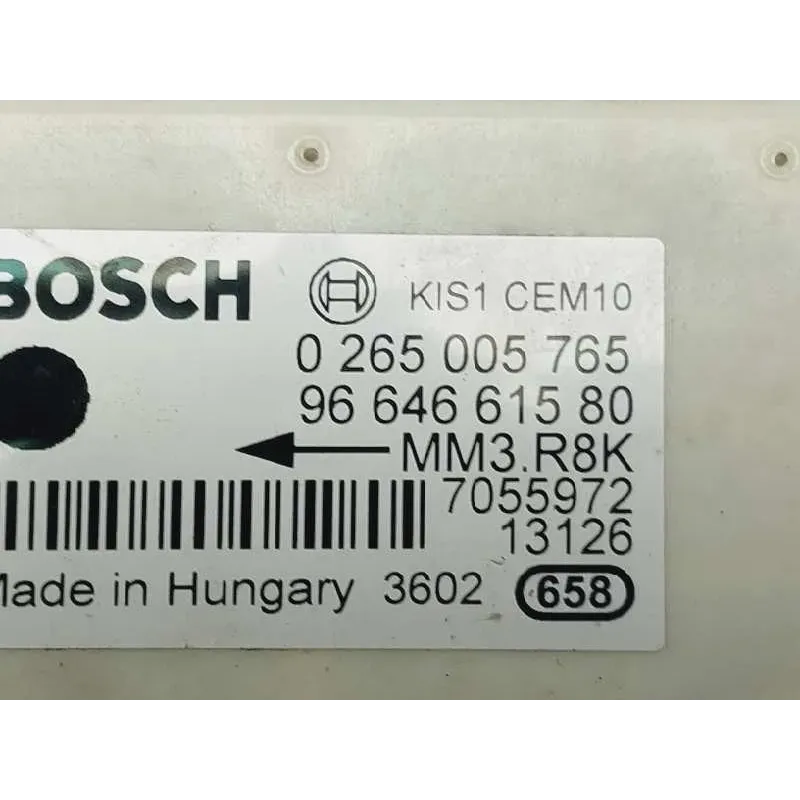 BOSCH KIS1 CEM10
0 265 005 765
96 646 615 80
MM3.R8K
7055972
13126
Made in Hungary 3602 658